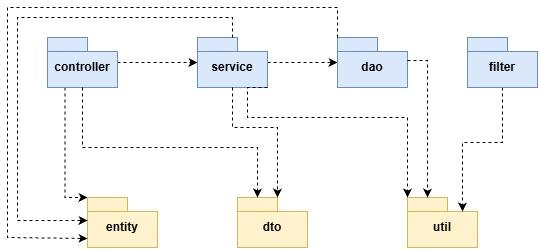 controller
service
dao
filter
entity
dto
util